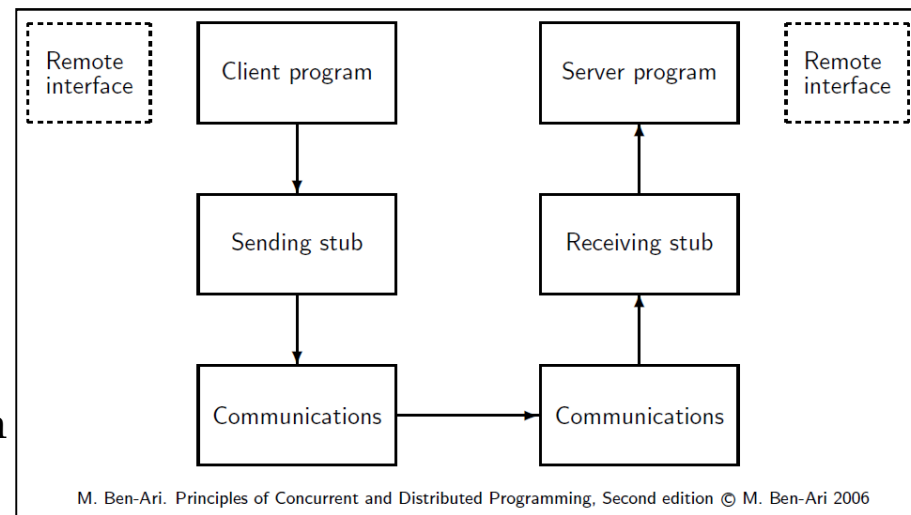 Remote
interface
Client program
Server program
Remote
interface
Sending stub
Receiving stub
Communications
Communications
M. Ben-Ari. Principles of Concurrent and Distributed Programming, Second edition © M. Ben-Ari 2006